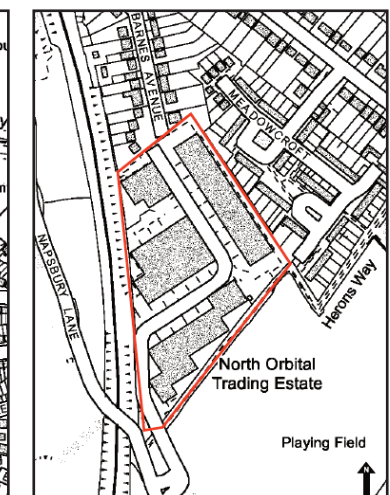 BARNES AVENUE
MEADOWCROFT
NAPSBURY LANE
Herons Way
North Orbital
Trading Estate
Playing Field
N